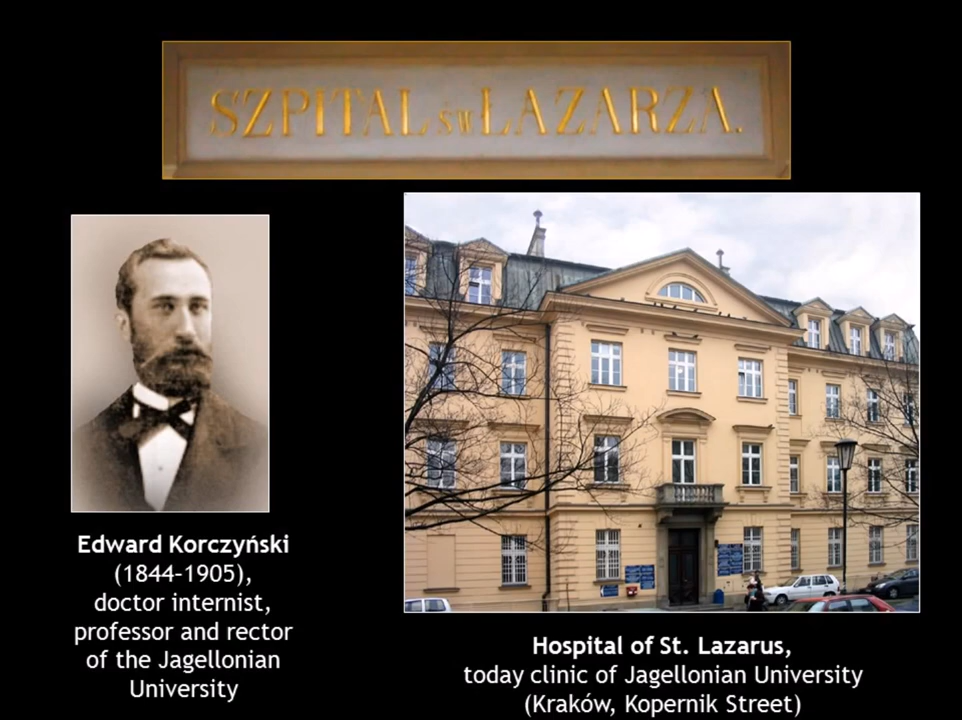 SZPITAL ŚW ŁAZARZA.
Edward Korczyński
(1844-1905),
doctor internist,
professor and rector
of the Jagellonian
University
Hospital of St. Lazarus,
today clinic of Jagellonian University
(Kraków, Kopernik Street)